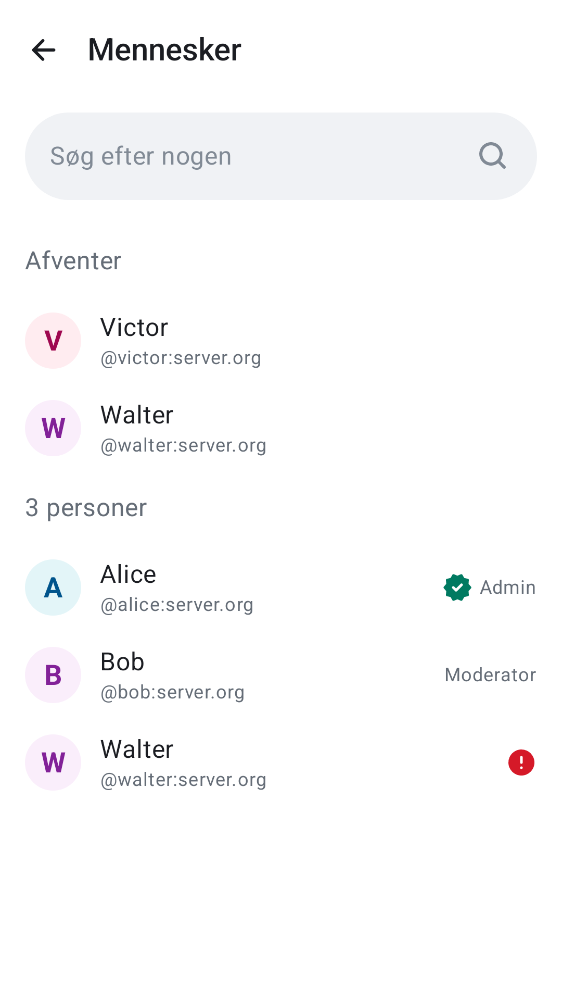 Mennesker
Søg efter nogen
Afventer
V
Victor
@victor:server.org
W
Walter
@walter:server.org
3 personer
A
Alice
@alice:server.org
Admin
B
Bob
@bob:server.org
Moderator
W
Walter
@walter:server.org